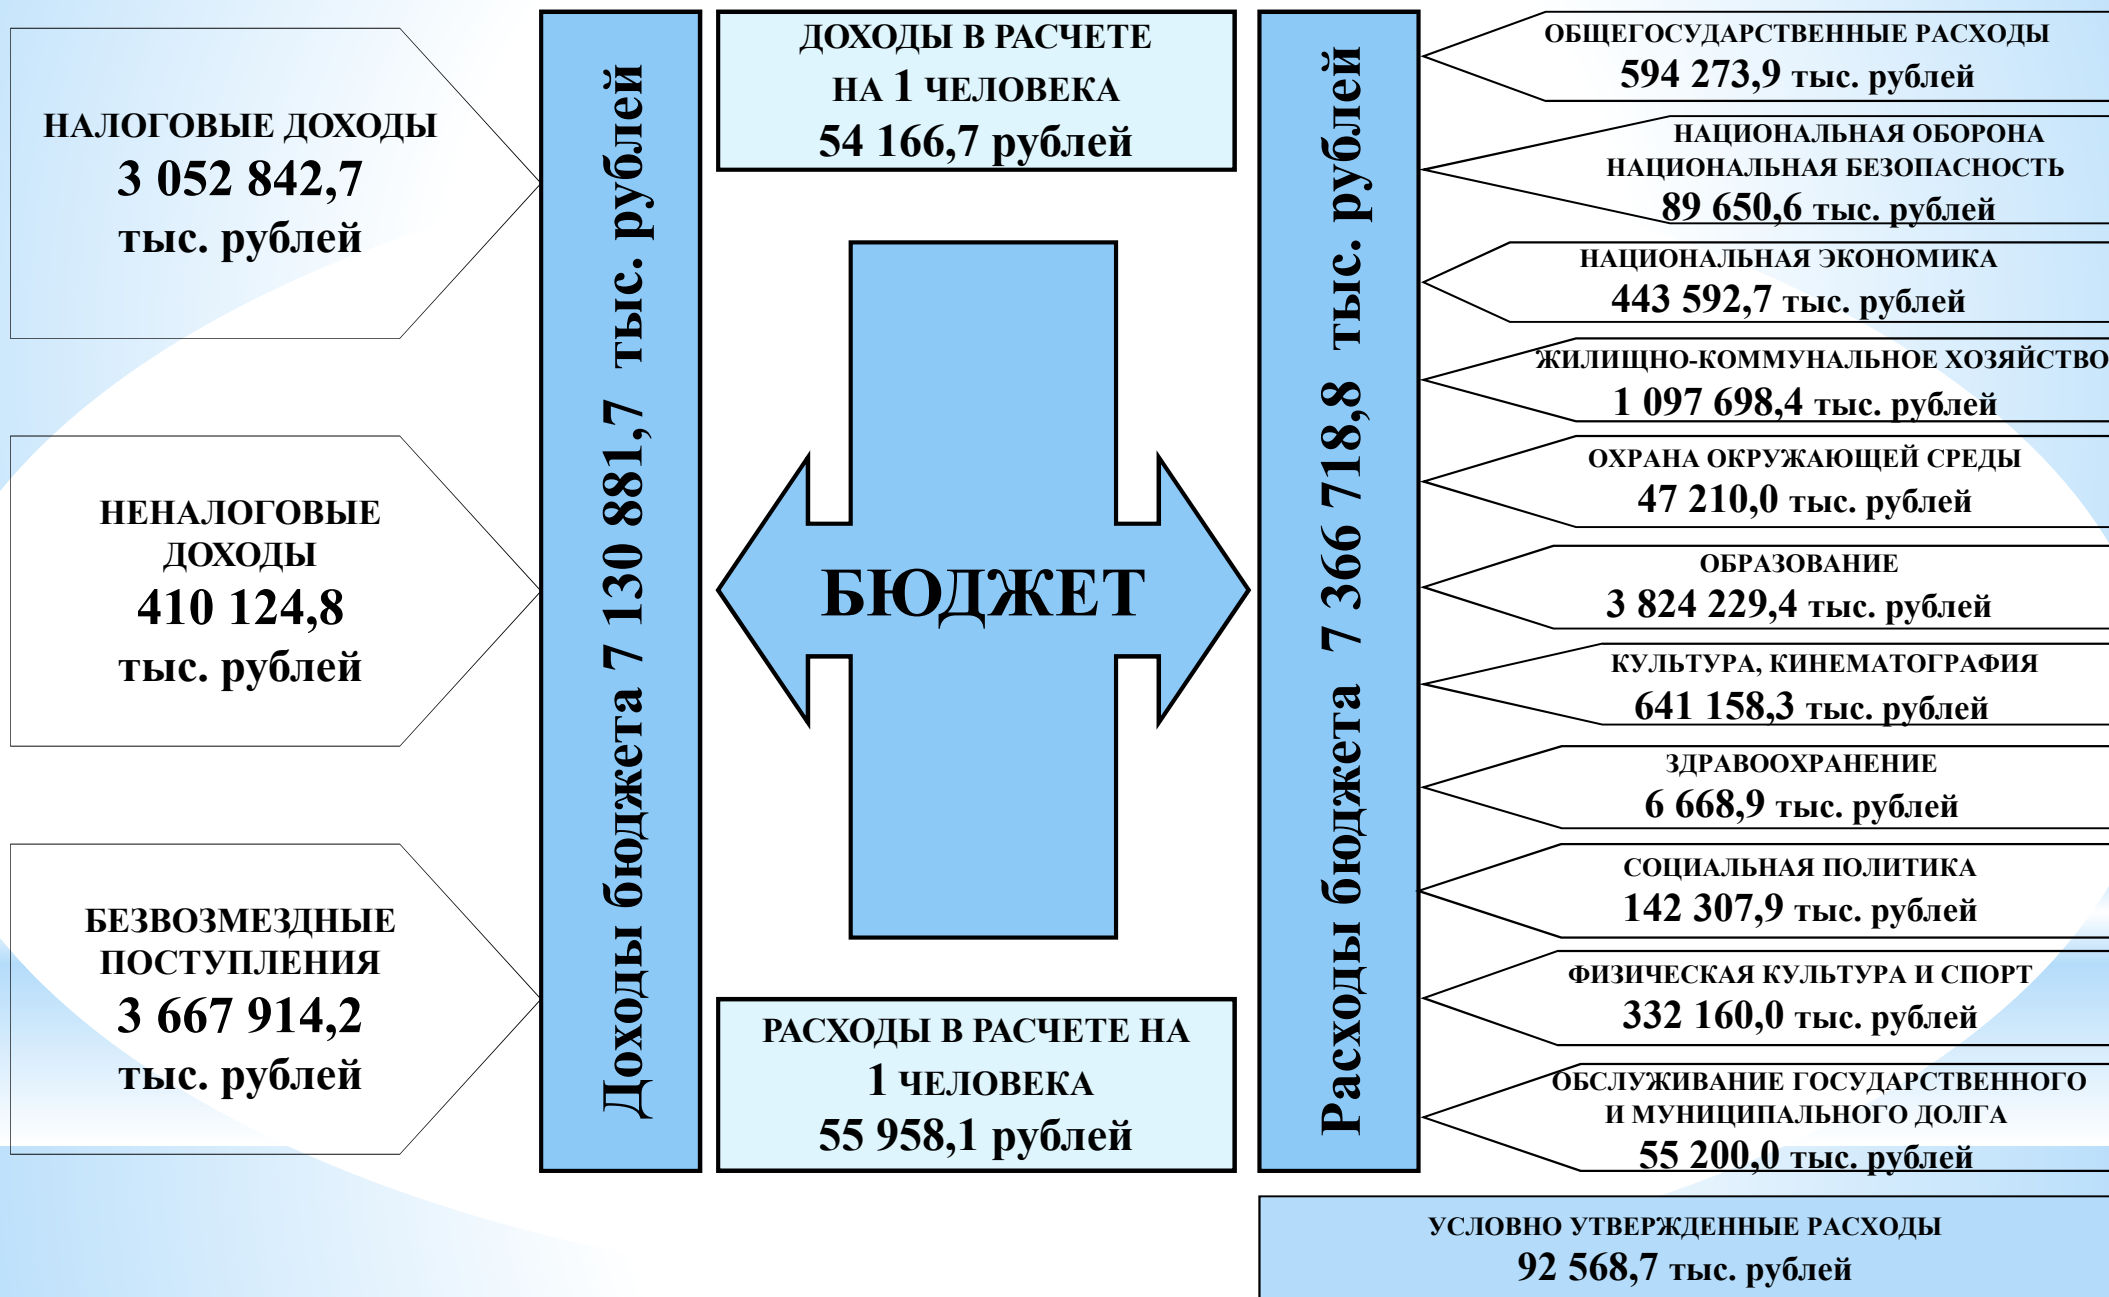 НАЛОГОВЫЕ ДОХОДЫ
3 052 842,7
тыс. рублей
НЕНАЛОГОВЫЕ
ДОХОДЫ
410 124,8
тыс. рублей
БЕЗВОЗМЕЗДНЫЕ
ПОСТУПЛЕНИЯ
3 667 914,2
тыс. рублей
Доходы бюджета 7 130 881,7 тыс. рублей
ДОХОДЫ В РАСЧЕТЕ
НА 1 ЧЕЛОВЕКА
54 166,7 рублей
БЮДЖЕТ
РАСХОДЫ В РАСЧЕТЕ НА
1 ЧЕЛОВЕКА
55 958,1 рублей
Расходы бюджета 7 366 718,8 тыс. рублей
ОБЩЕГОСУДАРСТВЕННЫЕ РАСХОДЫ
594 273,9 тыс. рублей
НАЦИОНАЛЬНАЯ ОБОРОНА
НАЦИОНАЛЬНАЯ БЕЗОПАСНОСТЬ
89 650,6 тыс. рублей
НАЦИОНАЛЬНАЯ ЭКОНОМИКА
443 592,7 тыс. рублей
ЖИЛИЩНО-КОММУНАЛЬНОЕ ХОЗЯЙСТВО
1 097 698,4 тыс. рублей
ОХРАНА ОКРУЖАЮЩЕЙ СРЕДЫ
47 210,0 тыс. рублей
ОБРАЗОВАНИЕ
3 824 229,4 тыс. рублей
КУЛЬТУРА, КИНЕМАТОГРАФИЯ
641 158,3 тыс. рублей
ЗДРАВООХРАНЕНИЕ
6 668,9 тыс. рублей
СОЦИАЛЬНАЯ ПОЛИТИКА
142 307,9 тыс. рублей
ФИЗИЧЕСКАЯ КУЛЬТУРА И СПОРТ
332 160,0 тыс. рублей
ОБСЛУЖИВАНИЕ ГОСУДАРСТВЕННОГО
И МУНИЦИПАЛЬНОГО ДОЛГА
55 200,0 тыс. рублей
УСЛОВНО УТВЕРЖДЕННЫЕ РАСХОДЫ
92 568,7 тыс. рублей